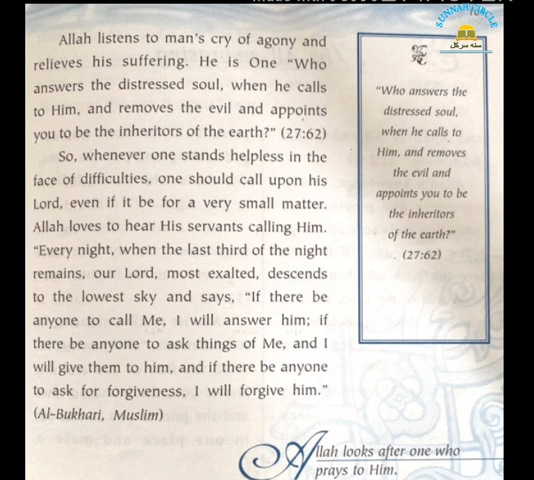 SUNNAH CIRCLE
سنہ سرکل
Allah listens to man's cry of agony and
relieves his suffering. He is One "Who
answers the distressed soul, when he calls
to Him, and removes the evil and appoints
you to be the inheritors of the earth?" (27:62)
So, whenever one stands helpless in the
face of difficulties, one should call upon his
Lord, even if it be for a very small matter.
Allah loves to hear His servants calling Him.
"Every night, when the last third of the night
remains, our Lord, most exalted, descends
to the lowest sky and says, "If there be
anyone to call Me, I will answer him; if
there be anyone to ask things of Me, and I
will give them to him, and if there be anyone
to ask for forgiveness, I will forgive him."
(Al-Bukhari, Muslim)
"Who answers the
distressed soul,
when he calls to
Him, and removes
the evil and
appoints you to be
the inheritors
of the earth?"
(27:62)
Allah looks after one who
prays to Him.